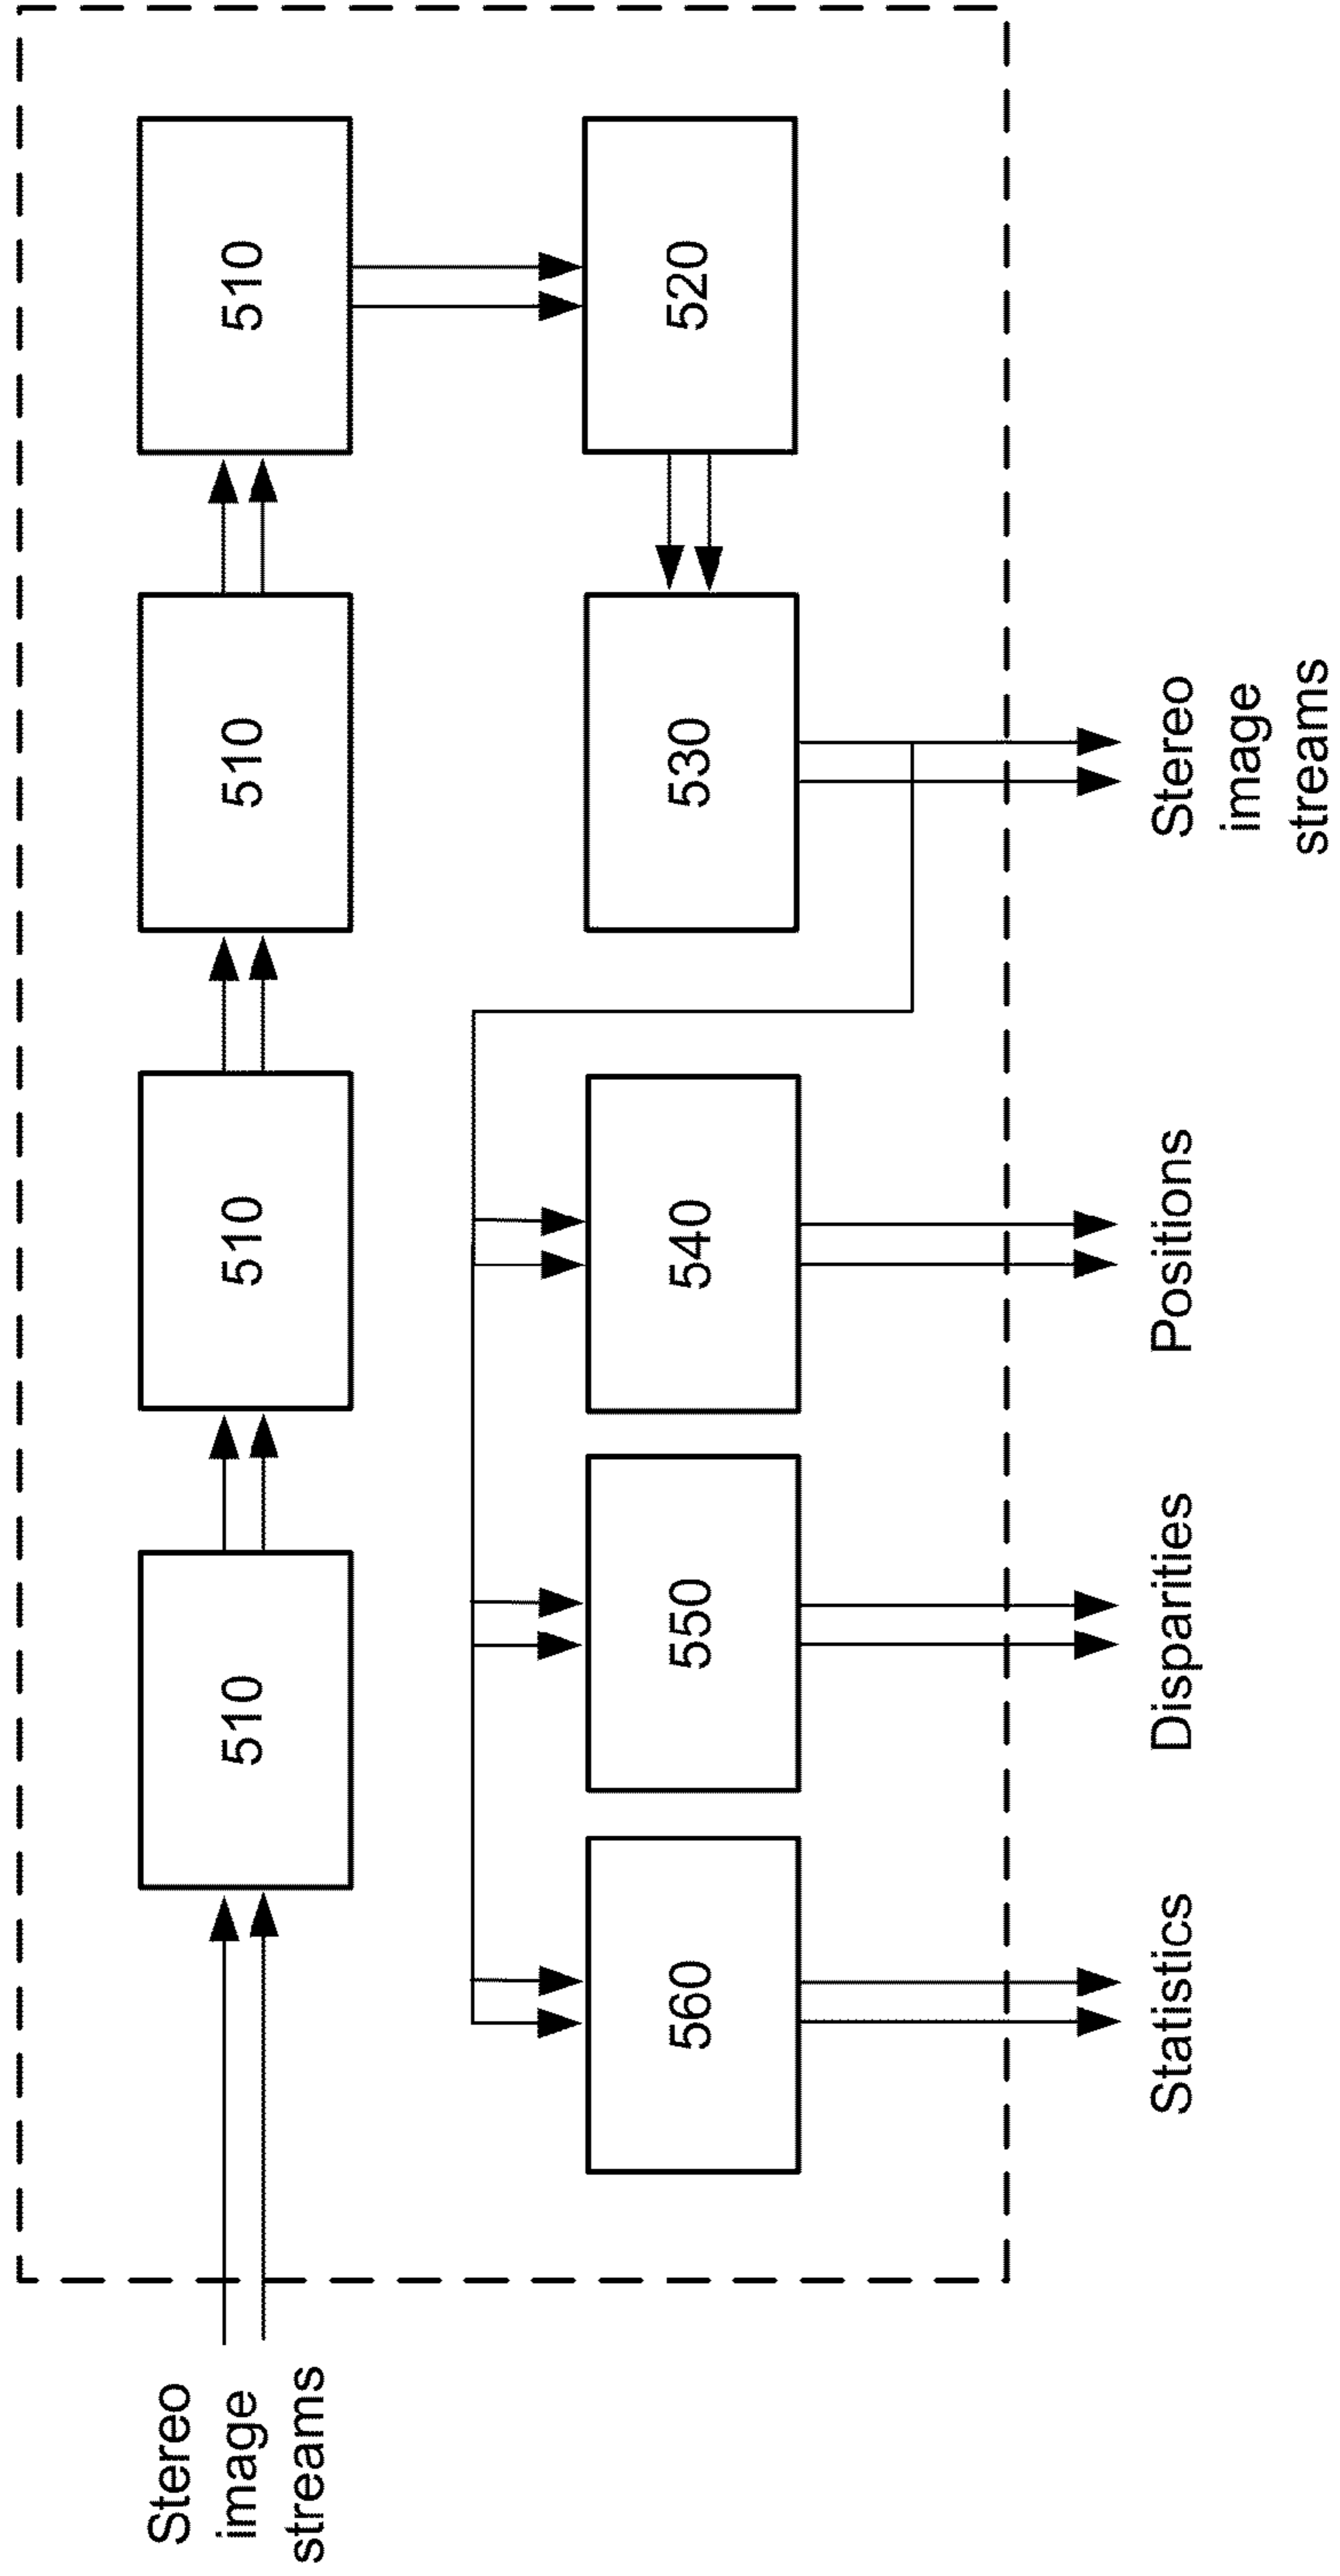 Stereo
image
streams
510
510
510
510
560
550
540
530
520
Statistics
Disparities
Positions
Stereo
image
streams